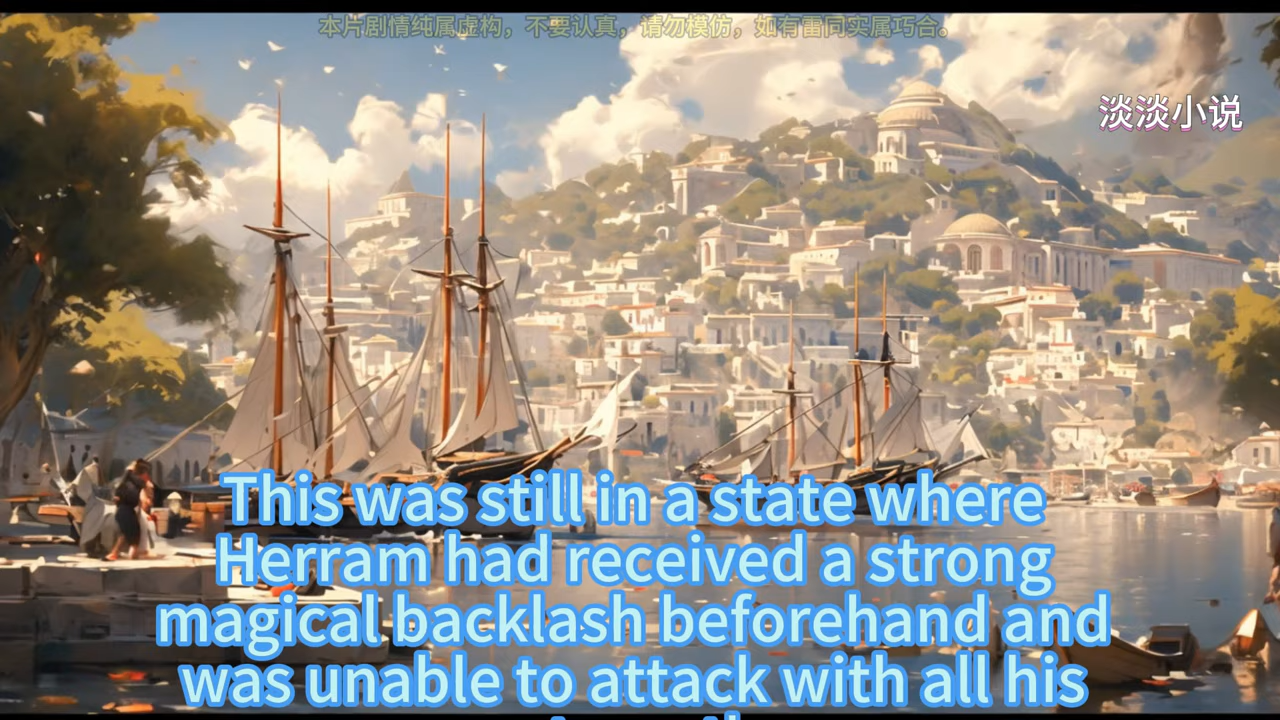 本片剧情纯属虚构，不要认真，请勿模仿，如有雷同实属巧合。
淡淡小说
This was still in a state where
Herram had received a strong
magical backlash beforehand and
was unable to attack with all his